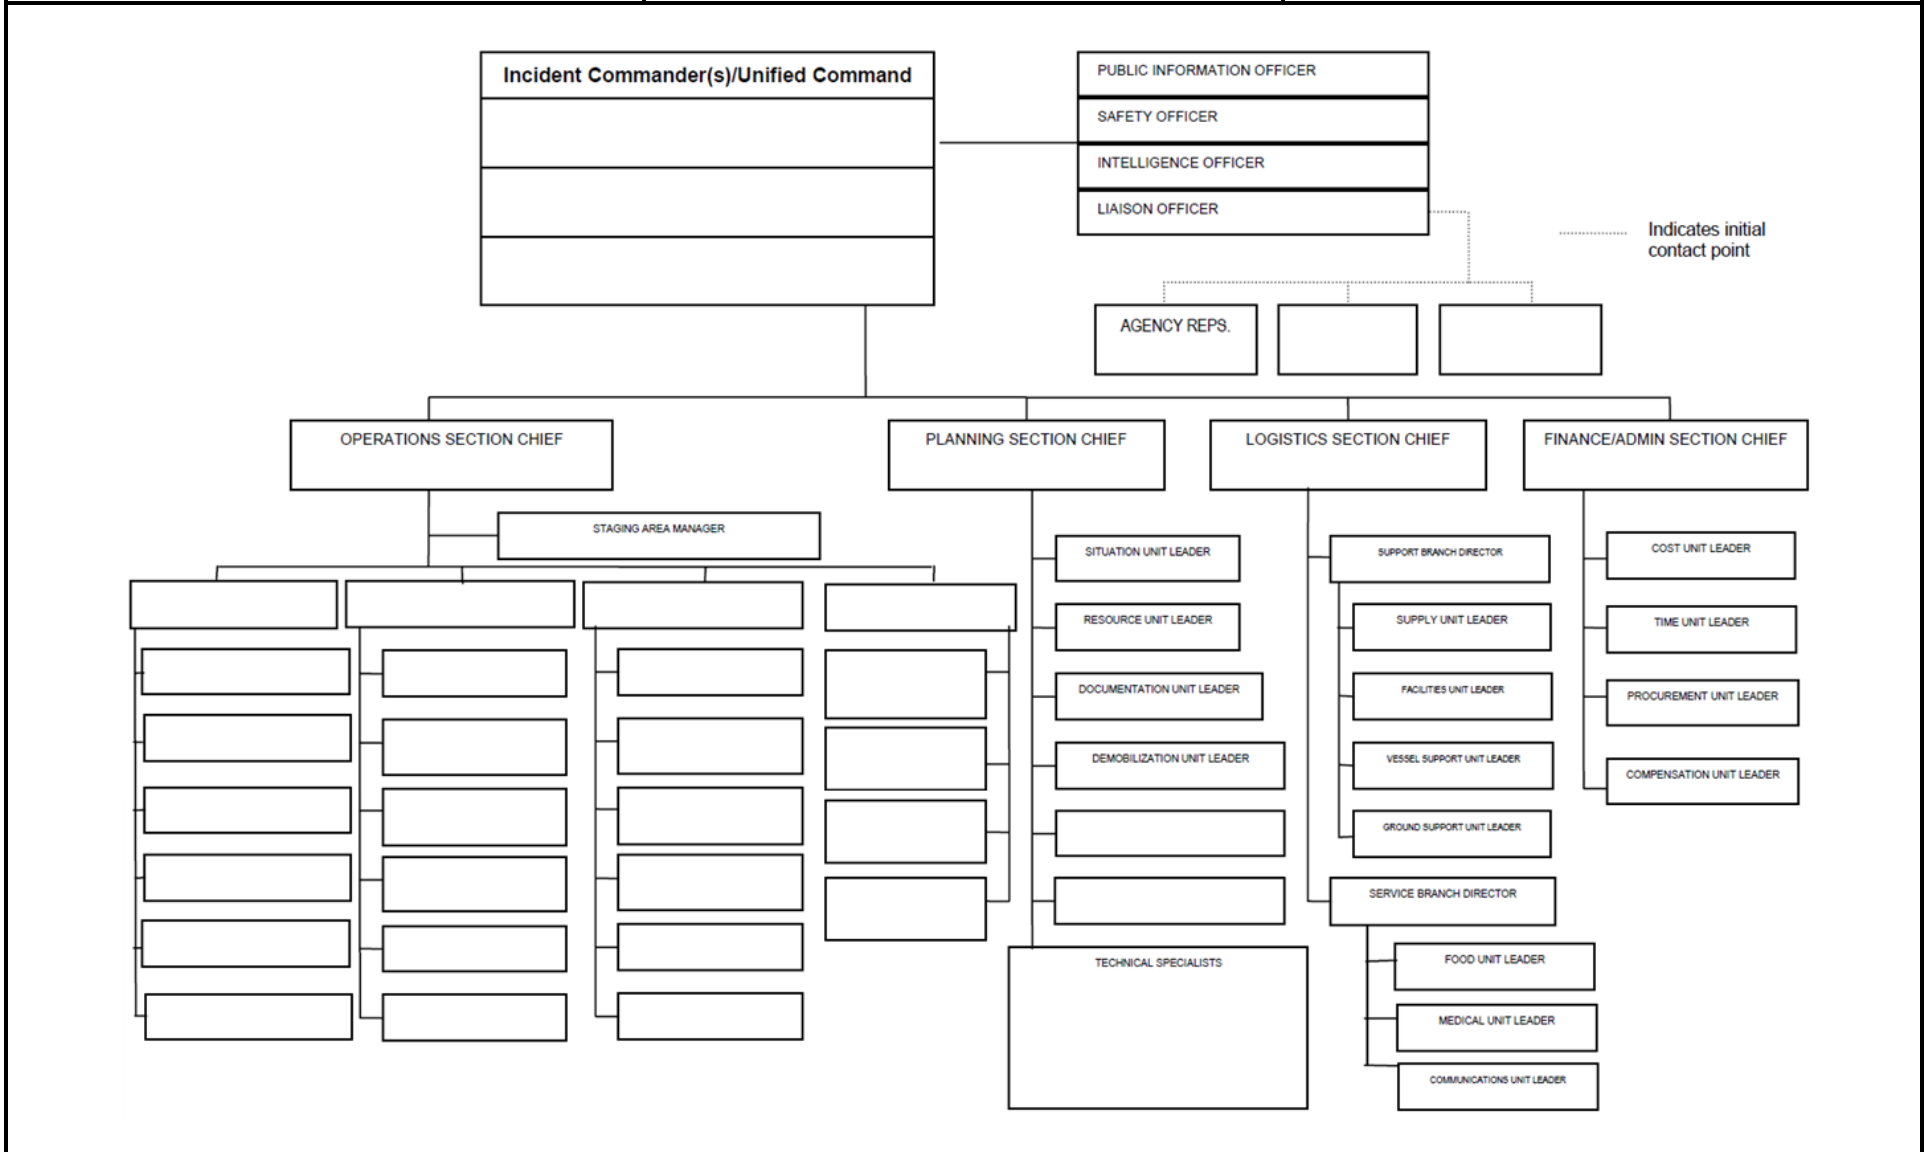 Incident Commander(s)/Unified Command
PUBLIC INFORMATION OFFICER
SAFETY OFFICER
INTELLIGENCE OFFICER
LIAISON OFFICER
Indicates initial
contact point
AGENCY REPS.
OPERATIONS SECTION CHIEF
PLANNING SECTION CHIEF
LOGISTICS SECTION CHIEF
FINANCE/ADMIN SECTION CHIEF
STAGING AREA MANAGER
SITUATION UNIT LEADER
RESOURCE UNIT LEADER
DOCUMENTATION UNIT LEADER
DEMOBILIZATION UNIT LEADER
TECHNICAL SPECIALISTS
SUPPORT BRANCH DIRECTOR
SUPPLY UNIT LEADER
FACILITIES UNIT LEADER
VESSEL SUPPORT UNIT LEADER
GROUND SUPPORT UNIT LEADER
SERVICE BRANCH DIRECTOR
FOOD UNIT LEADER
MEDICAL UNIT LEADER
COMMUNICATIONS UNIT LEADER
COST UNIT LEADER
TIME UNIT LEADER
PROCUREMENT UNIT LEADER
COMPENSATION UNIT LEADER